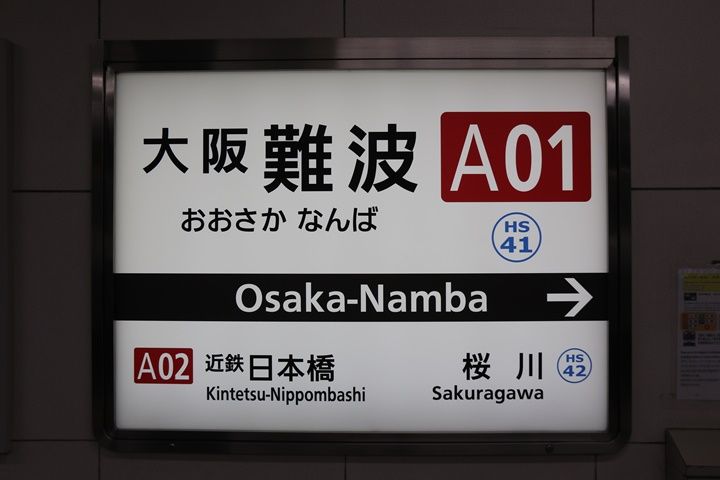 大阪難波 A01
おおさか なんば
HS
41
Osaka-Namba →
A02 近鉄日本橋
Kintetsu-Nippombashi
桜川 HS 42
Sakuragawa